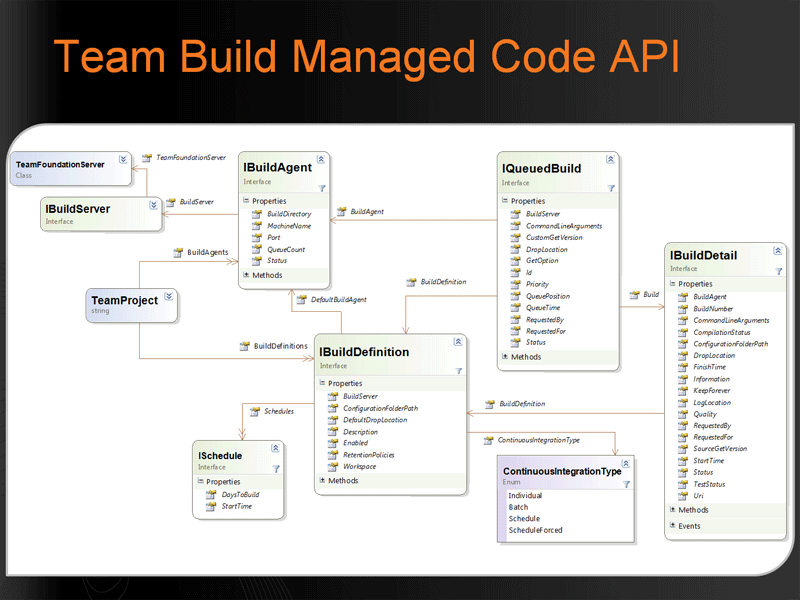 Team Build Managed Code API
TeamFoundationServer
Class
TeamFoundationServer
IBuildServer
Interface
BuildServer
IBuildAgent
Interface
Properties
BuildDirectory
MachineName
Port
QueueCount
Status
Methods
BuildAgent
BuildAgents
TeamProject
string
BuildDefinitions
DefaultBuildAgent
BuildDefinition
IQueuedBuild
Interface
Properties
BuildServer
CommandLineArguments
CustomGetVersion
DropLocation
GetOption
Id
Priority
QueuePosition
QueueTime
RequestedBy
RequestedFor
Status
Methods
Build
IBuildDetail
Interface
Properties
BuildAgent
BuildNumber
CommandLineArguments
CompilationStatus
ConfigurationFolderPath
DropLocation
FinishTime
Information
KeepForever
LogLocation
Quality
RequestedBy
RequestedFor
SourceGetVersion
StartTime
Status
TestStatus
Uri
Methods
Events
IBuildDefinition
Interface
Properties
BuildServer
ConfigurationFolderPath
DefaultDropLocation
Description
Enabled
RetentionPolicies
Workspace
Methods
BuildDefinition
ContinuousIntegrationType
Schedules
ISchedule
Interface
Properties
DaysToBuild
StartTime
ContinuousIntegrationType
Enum
Individual
Batch
Schedule
ScheduleForced